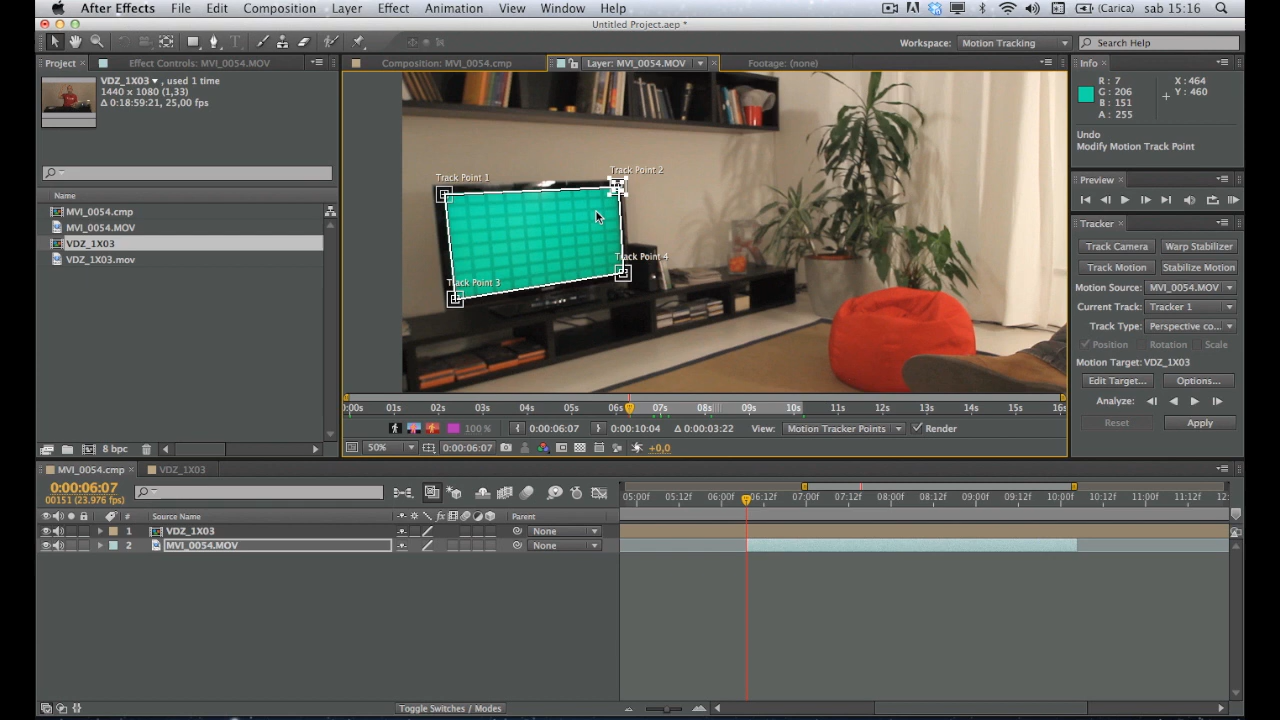 After Effects File Edit Composition Layer Effect Animation View Window Help (Carica) sab 15:16
Untitled Project.aep *
Workspace: Motion Tracking Search Help
Project Effect Controls: MVI_0054.MOV Composition: MVI_0054.cmp Layer: MVI_0054.MOV Footage: (none) Info
VDZ_1X03, used 1 time
1440 x 1080 (1,33)
Δ 0:18:59:21, 25,00 fps
R: 7 X: 464
G: 206 Y: 460
B: 151
A: 255
Undo
Modify Motion Track Point
Name
MVI_0054.cmp
MVI_0054.MOV
VDZ_1X03
VDZ_1X03.mov
8 bpc
Track Point 1
Track Point 2
Track Point 4
Track Point 3
Preview
Tracker
Track Camera Warp Stabilizer
Track Motion Stabilize Motion
Motion Source: MVI_0054.MOV
Current Track: Tracker 1
Track Type: Perspective co...
Position Rotation Scale
Motion Target: VDZ_1X03
Edit Target... Options...
Analyze:
Reset Apply
0:00s 01s 02s 03s 04s 05s 06s 07s 08s 09s 10s 11s 12s 13s 14s 15s 16s
100 % 0:00:06:07 0:00:10:04 Δ 0:00:03:22 View: Motion Tracker Points Render
50% 0:00:06:07 +0,0
MVI_0054.cmp VDZ_1X03
0:00:06:07
00151 (23.976 fps)
05:00f 05:12f 06:00f 06:12f 07:00f 07:12f 08:00f 08:12f 09:00f 09:12f 10:00f 10:12f 11:00f 11:12f 12:
# Source Name Parent
1 VDZ_1X03 None
2 MVI_0054.MOV None
Toggle Switches / Modes